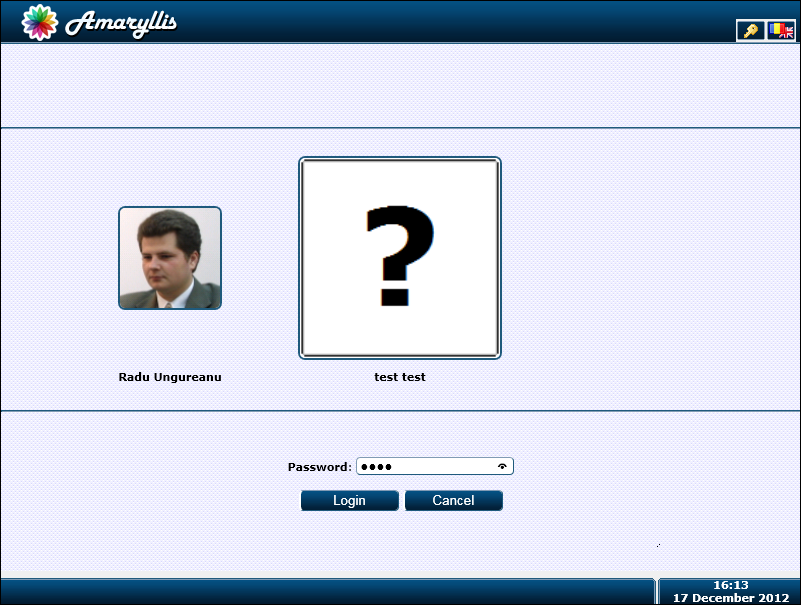 Amaryllis
?
Radu Ungureanu
test test
Password: ••••
Login
Cancel
16:13
17 December 2012